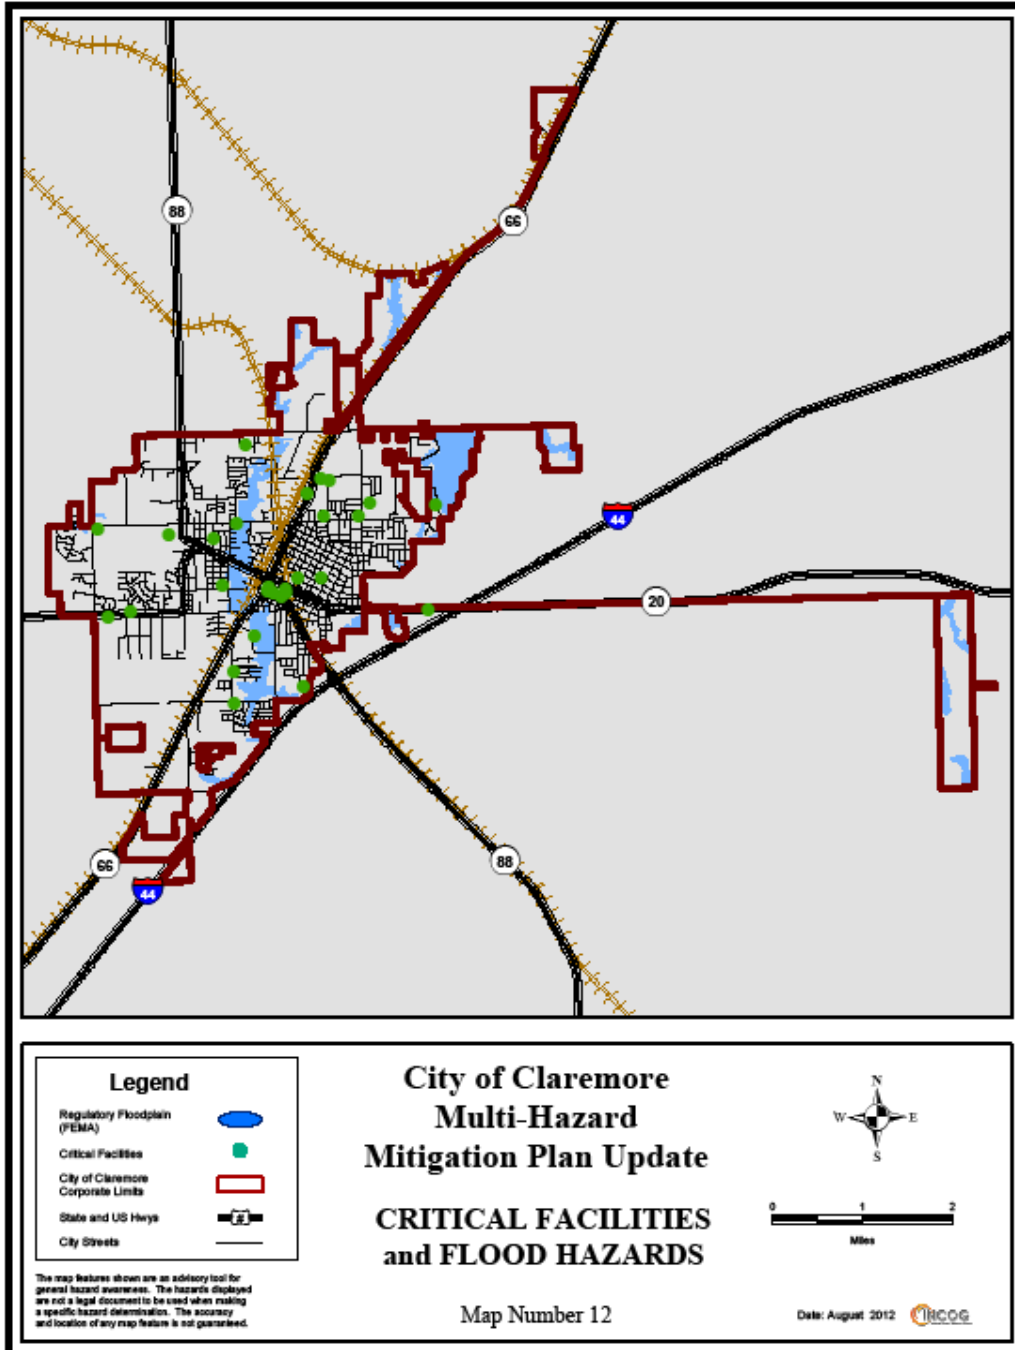 88
66
44
20
66
44
88
Legend
Regulatory Floodplain
(FEMA)
Critical Facilities
City of Claremore
Corporate Limits
State and US Hwys
#
City Streets
The map features shown are an advisory tool for
general hazard awareness. The hazards displayed
are not a legal document to be used when making
a specific hazard determination. The accuracy
and location of any map feature is not guaranteed.
City of Claremore
Multi-Hazard
Mitigation Plan Update
CRITICAL FACILITIES
and FLOOD HAZARDS
Map Number 12
N
W E
S
0 1 2
Miles
Date: August 2012